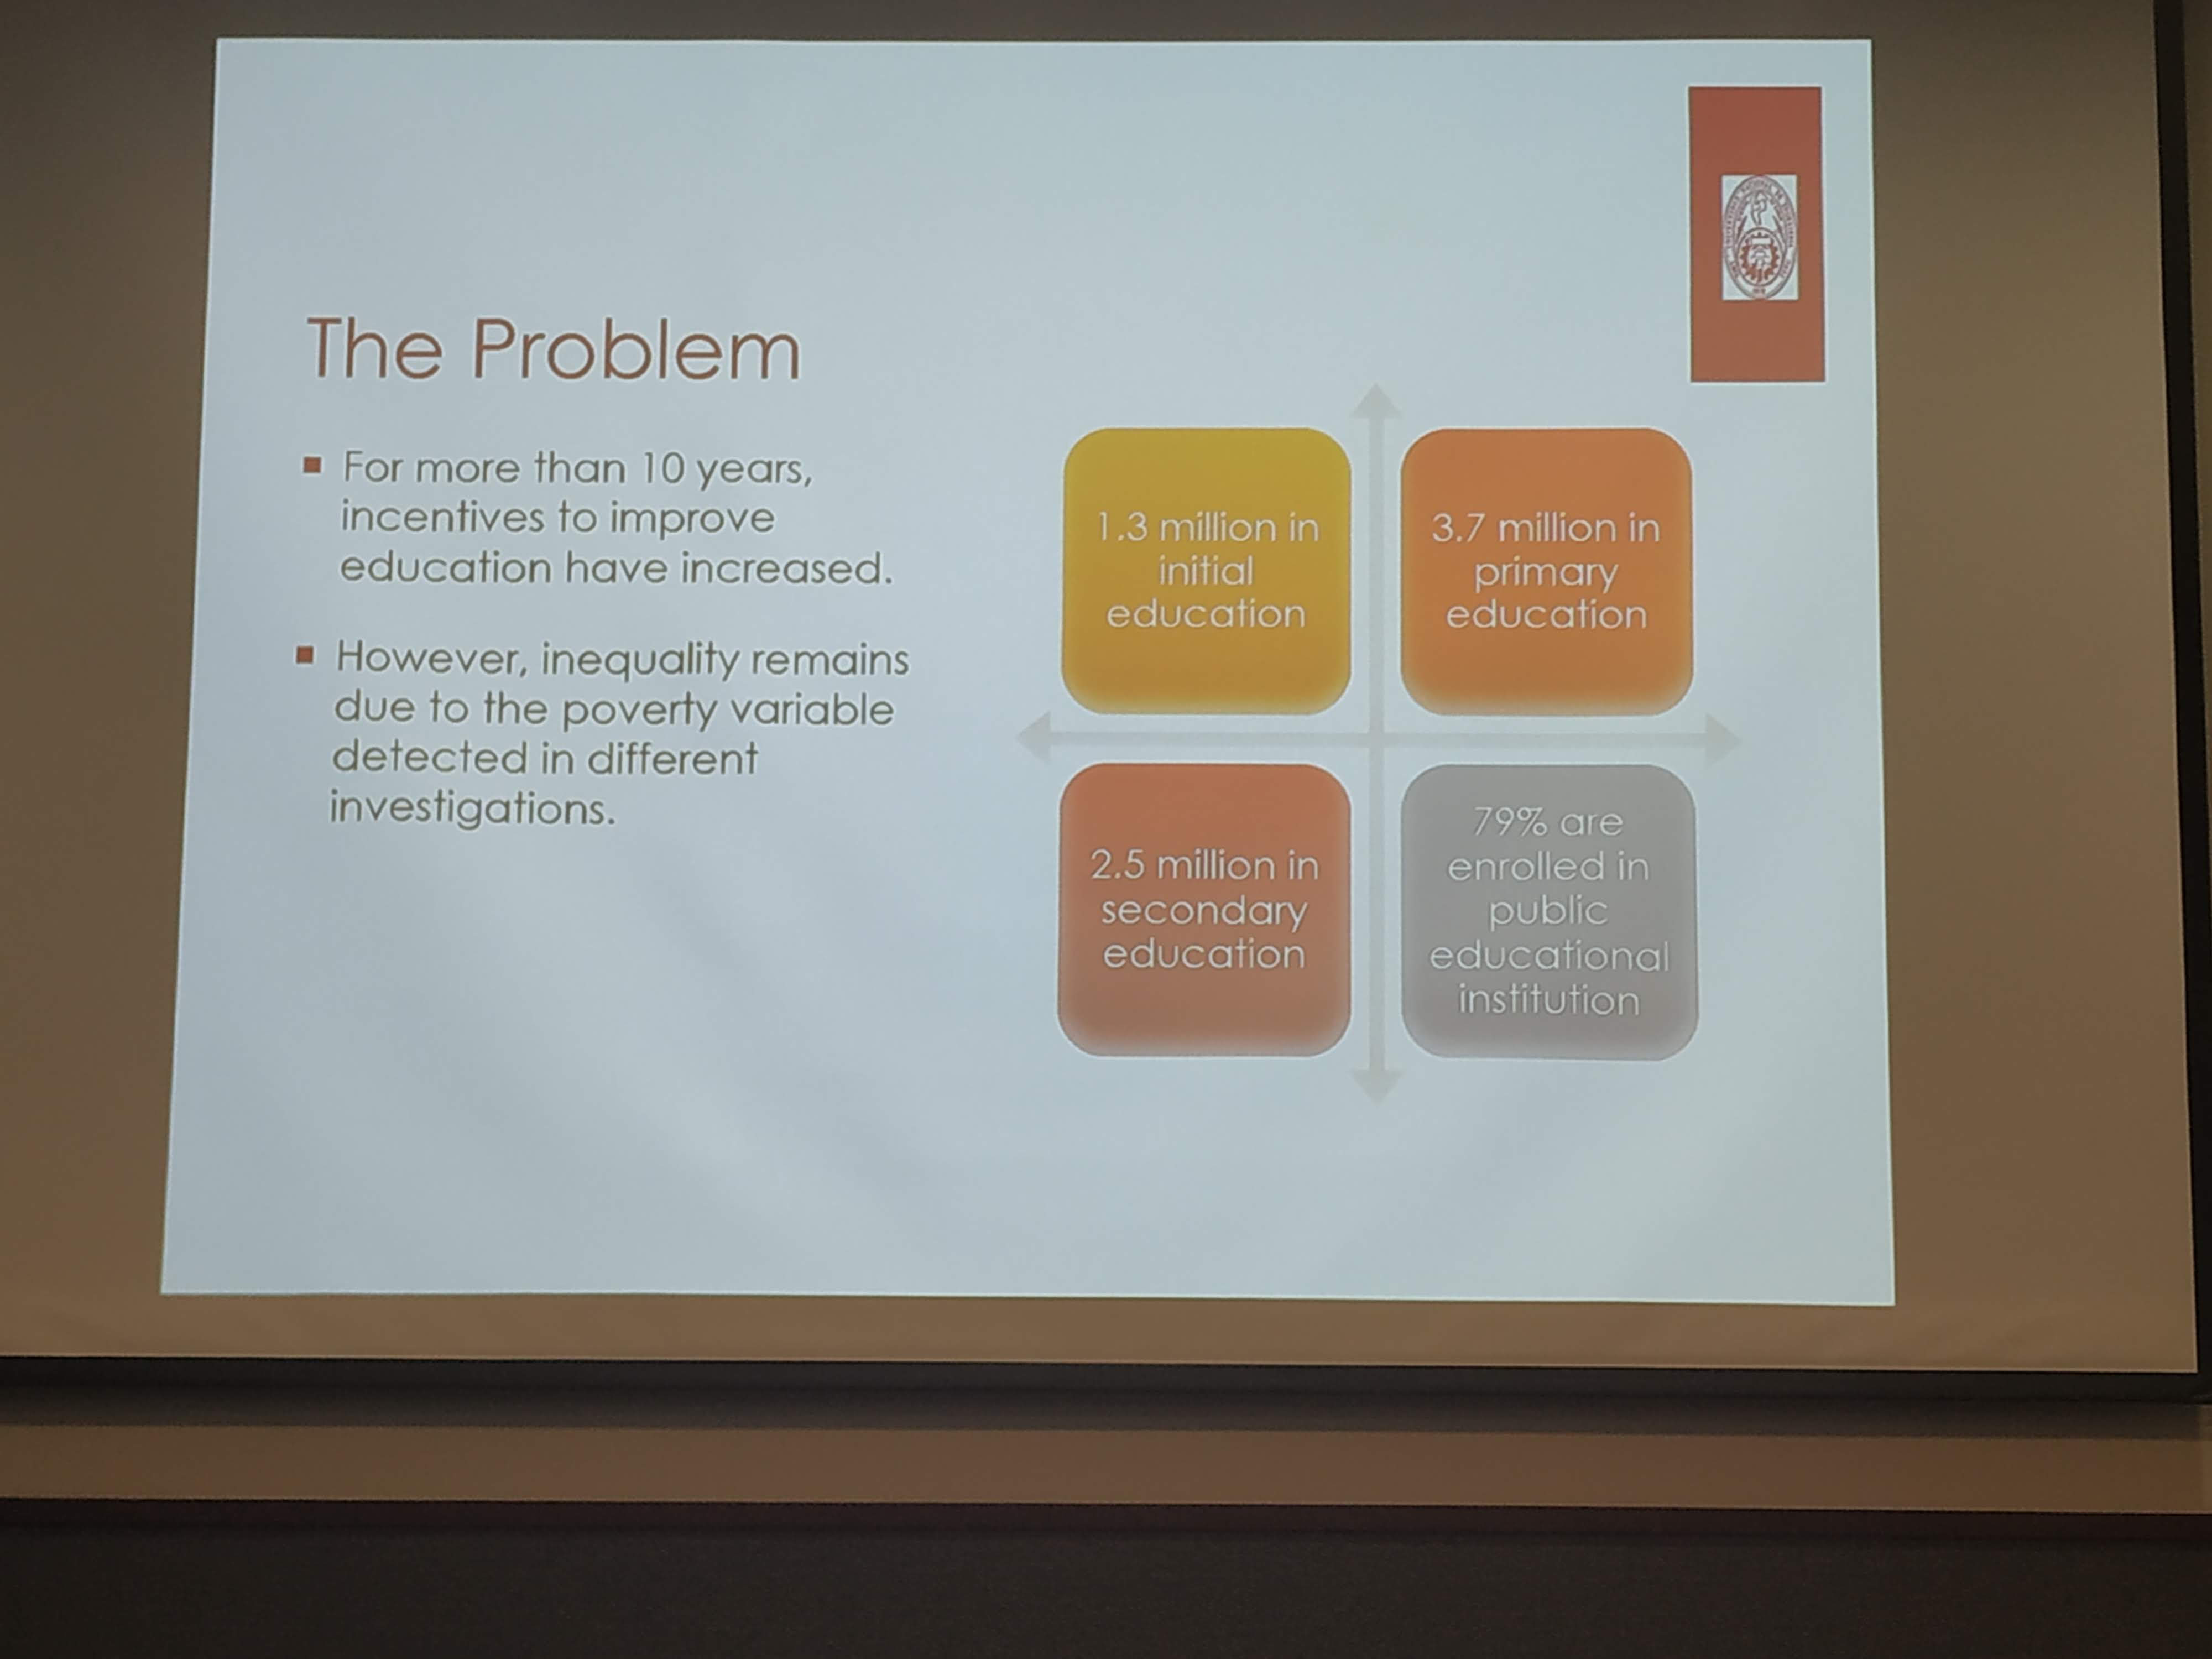 The Problem
For more than 10 years,
incentives to improve
education have increased.
However, inequality remains
due to the poverty variable
detected in different
investigations.
1.3 million in
initial
education
3.7 million in
primary
education
2.5 million in
secondary
education
79% are
enrolled in
public
educational
institution